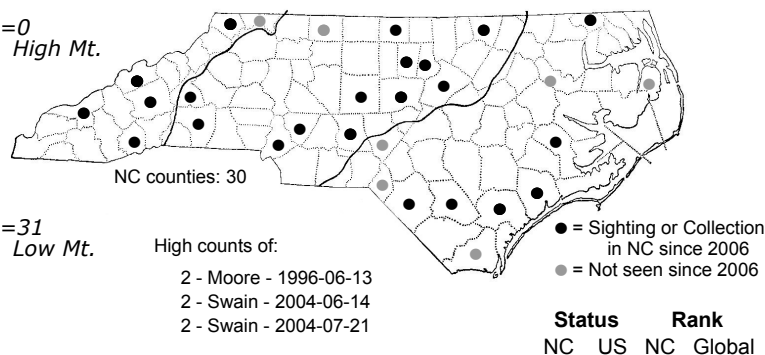 =0
High Mt.
NC counties: 30
=31
Low Mt.
High counts of:
2 - Moore - 1996-06-13
2 - Swain - 2004-06-14
2 - Swain - 2004-07-21
= Sighting or Collection
in NC since 2006
= Not seen since 2006
Status Rank
NC US NC Global